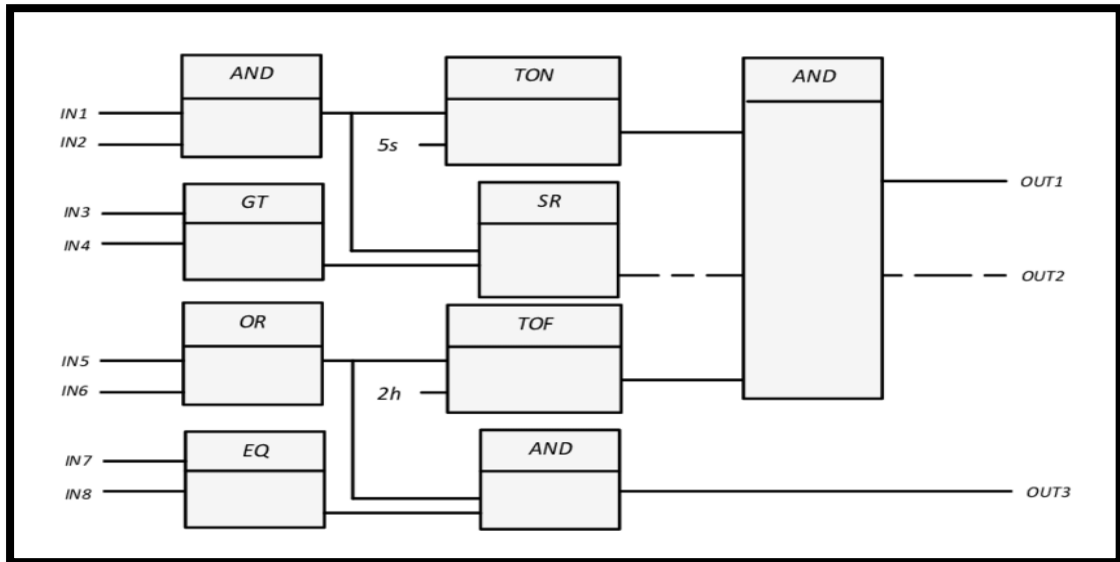 AND
TON
AND
IN1
IN2
5s
OUT1
GT
SR
IN3
IN4
OUT2
OR
TOF
IN5
IN6
2h
EQ
AND
IN7
IN8
OUT3